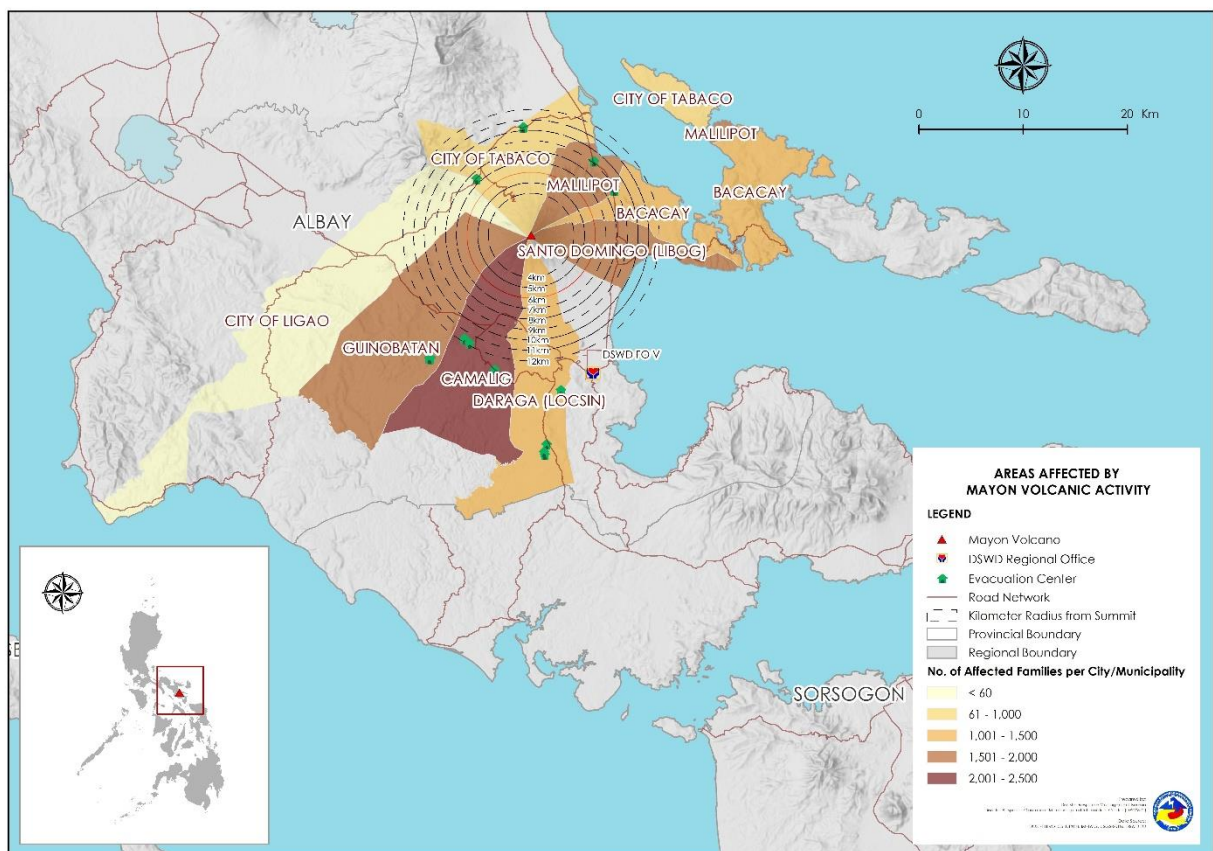 CITY OF TABACO
MALILIPOT
0 10 20 Km
CITY OF TABACO
MALILIPOT
BACACAY
BACACAY
ALBAY
SANTO DOMINGO (LIBOG)
4km
5km
6km
7km
8km
9km
10km
11km
12km
CITY OF LIGAO
GUINOBATAN
DSWD FO V
CAMALIG
DARAGA (LOCSIN)
SORSOGON
AREAS AFFECTED BY
MAYON VOLCANIC ACTIVITY
LEGEND
Mayon Volcano
DSWD Regional Office
Evacuation Center
Road Network
Kilometer Radius from Summit
Provincial Boundary
Regional Boundary
No. of Affected Families per City/Municipality
< 60
61 - 1,000
1,001 - 1,500
1,501 - 2,000
2,001 - 2,500
Prepared by: